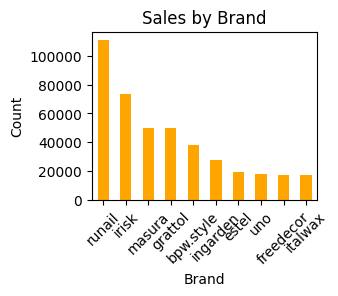 Sales by Brand
Count
100000
80000
60000
40000
20000
0
runail
irisk
masura
grattol
bpw.style
ingarden
estel
uno
freedecor
italwax
Brand